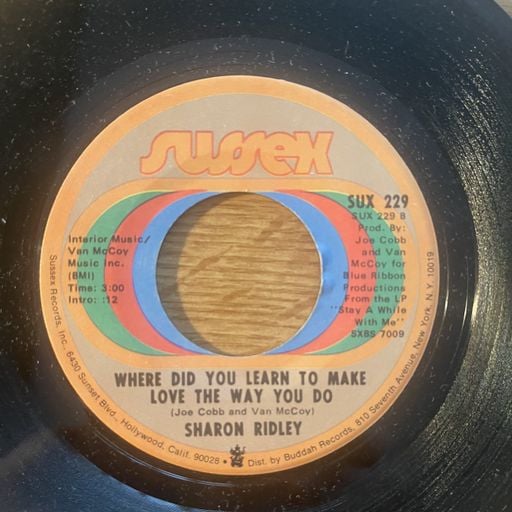 sussex
SUX 229
SUX 229 B
Prod. By:
Joe Cobb
and Van
McCoy for
Blue Ribbon
Productions
From the LP
"Stay A While
With Me"
SXBS 7009
Interior Music/
Van McCoy
Music Inc.
(BMI)
Time: 3:00
Intro: :12
WHERE DID YOU LEARN TO MAKE
LOVE THE WAY YOU DO
(Joe Cobb and Van McCoy)
SHARON RIDLEY
Sussex Records, Inc. 6430 Sunset Blvd., Hollywood, Calif. 90028 • Dist. by Buddah Records, 810 Seventh Avenue, New York, N.Y. 10019